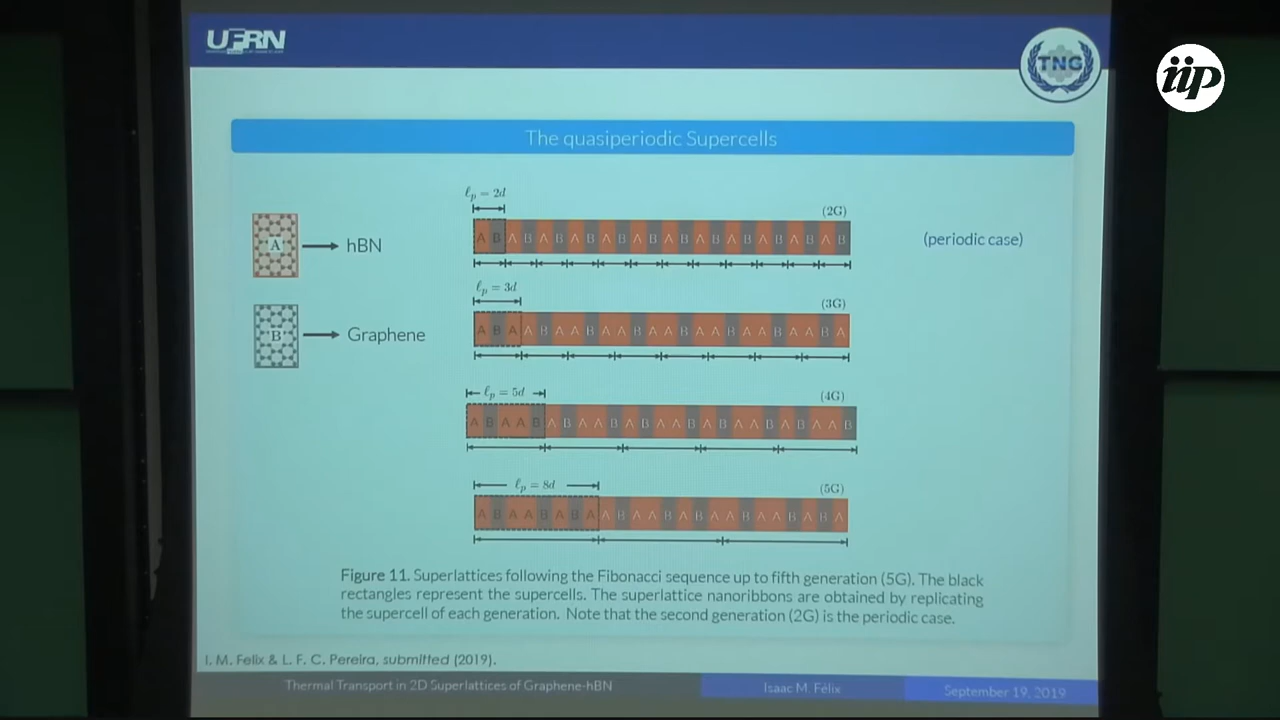 UFRN
TNG
iip
The quasiperiodic Supercells
A
hBN
B
Graphene
ℓp = 2d
(2G)
A B A B A B A B A B A B A B A B A B A B A B A B
(periodic case)
ℓp = 3d
(3G)
A B A A B A A B A A B A A B A A B A A B A A B A
ℓp = 5d
(4G)
A B A A B A B A A B A B A A B A B A A B A B A A B
ℓp = 8d
(5G)
A B A A B A B A A B A A B A B A A B A A B A B A
Figure 11. Superlattices following the Fibonacci sequence up to fifth generation (5G). The black
rectangles represent the supercells. The superlattice nanoribbons are obtained by replicating
the supercell of each generation. Note that the second generation (2G) is the periodic case.
I. M. Felix & L. F. C. Pereira, submitted (2019).
Thermal Transport in 2D Superlattices of Graphene-hBN
Isaac M. Félix
September 19, 2019